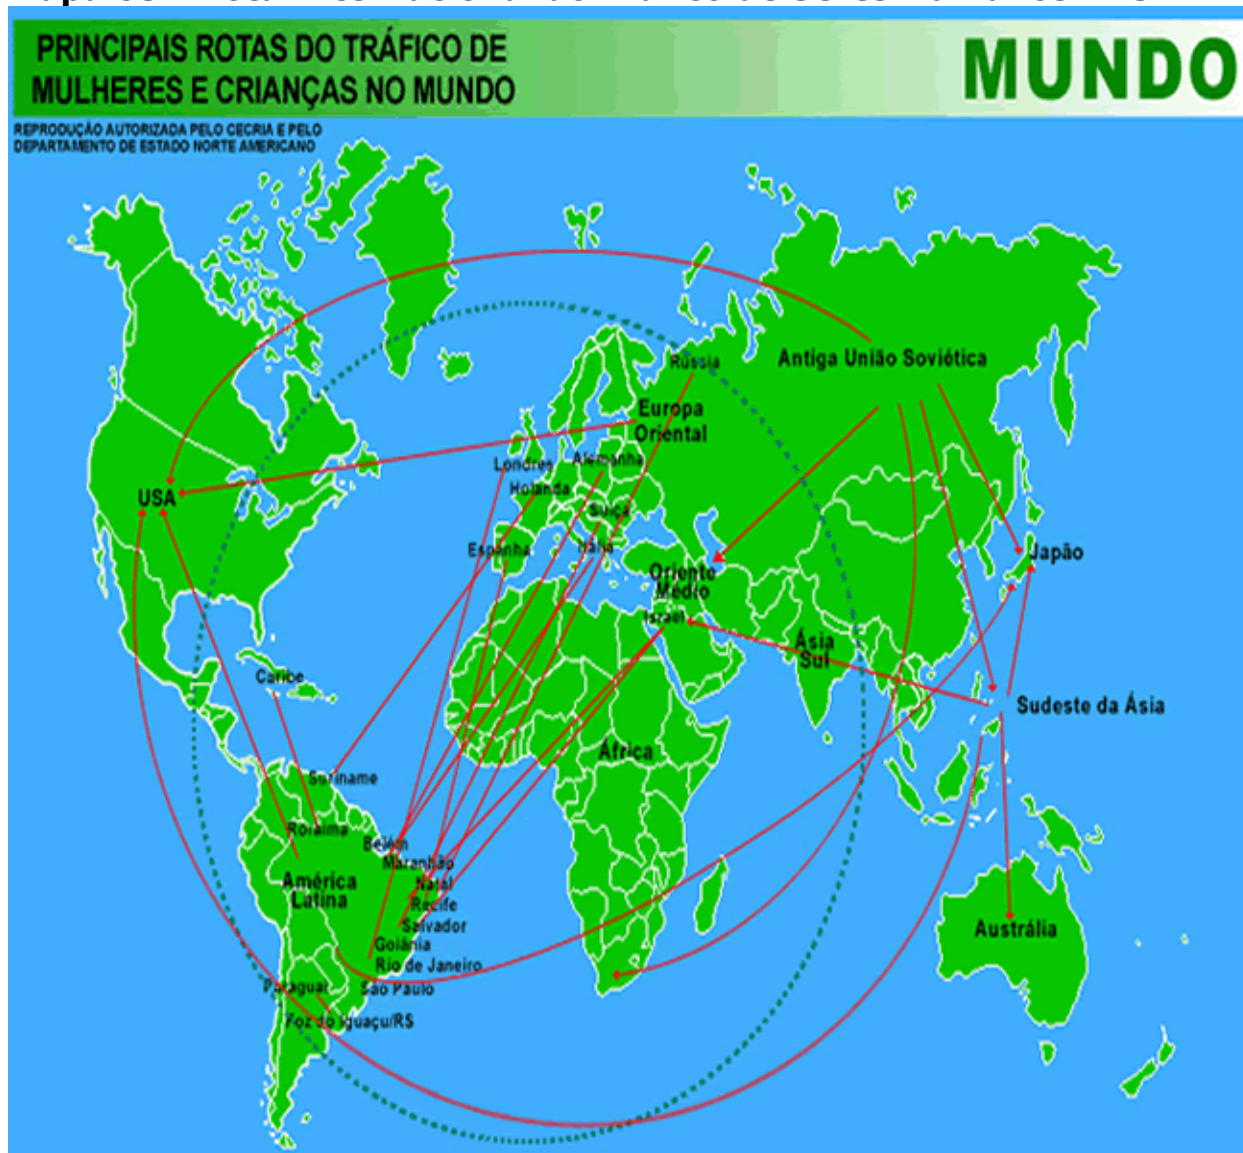 PRINCIPAIS ROTAS DO TRÁFICO DE
MULHERES E CRIANÇAS NO MUNDO
MUNDO
REPRODUÇÃO AUTORIZADA PELO CECRIA E PELO
DEPARTAMENTO DE ESTADO NORTE AMERICANO
Rússia
Antiga União Soviética
Europa
Oriental
Londres
Alemanha
Holanda
USA
Suiça
Espanha
Itália
Japão
Oriente
Médio
Israel
Ásia
Sul
Caribe
Sudeste da Ásia
África
Suriname
Roraima
Belém
Maranhão
América
Latina
Natal
Recife
Salvador
Austrália
Goiânia
Rio de Janeiro
Paraguar
São Paulo
Foz do Iguaçu/RS